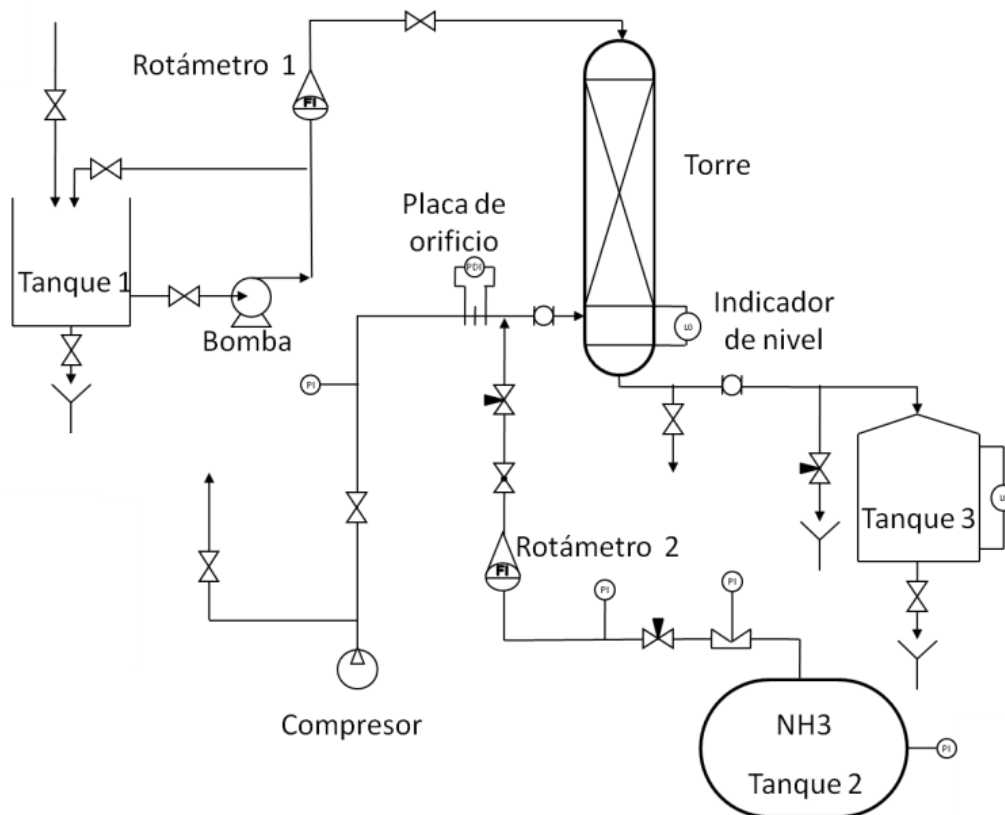 Rotámetro 1
FI
Torre
Placa de
orificio
PDI
Tanque 1
Bomba
Indicador
de nivel
LO
PI
Tanque 3
Rotámetro 2
FI
PI
PI
Compresor
NH3
PI
Tanque 2